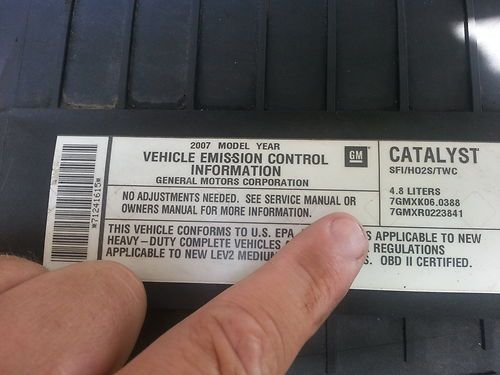 2007 MODEL YEAR
VEHICLE EMISSION CONTROL
INFORMATION
GENERAL MOTORS CORPORATION
GM
CATALYST
SFI/HO2S/TWC
NO ADJUSTMENTS NEEDED. SEE SERVICE MANUAL OR
OWNERS MANUAL FOR MORE INFORMATION.
4.8 LITERS
7GMXK06.0388
7GMXR0223841
THIS VEHICLE CONFORMS TO U.S. EPA APPLICABLE TO NEW
HEAVY-DUTY COMPLETE VEHICLES REGULATIONS
APPLICABLE TO NEW LEV2 OBD II CERTIFIED.
*71241615*